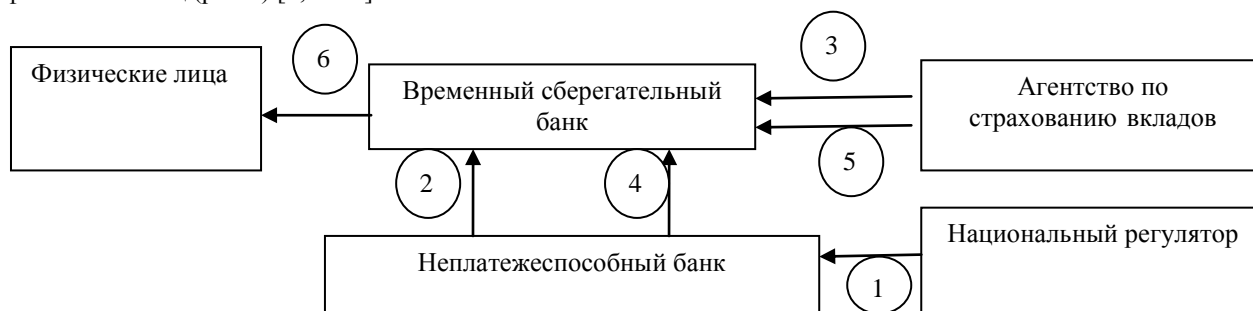 3
6
Физические лица
Временный сберегательный
банк
Агентство по
страхованию вкладов
5
2
4
Национальный регулятор
Неплатежеспособный банк
1